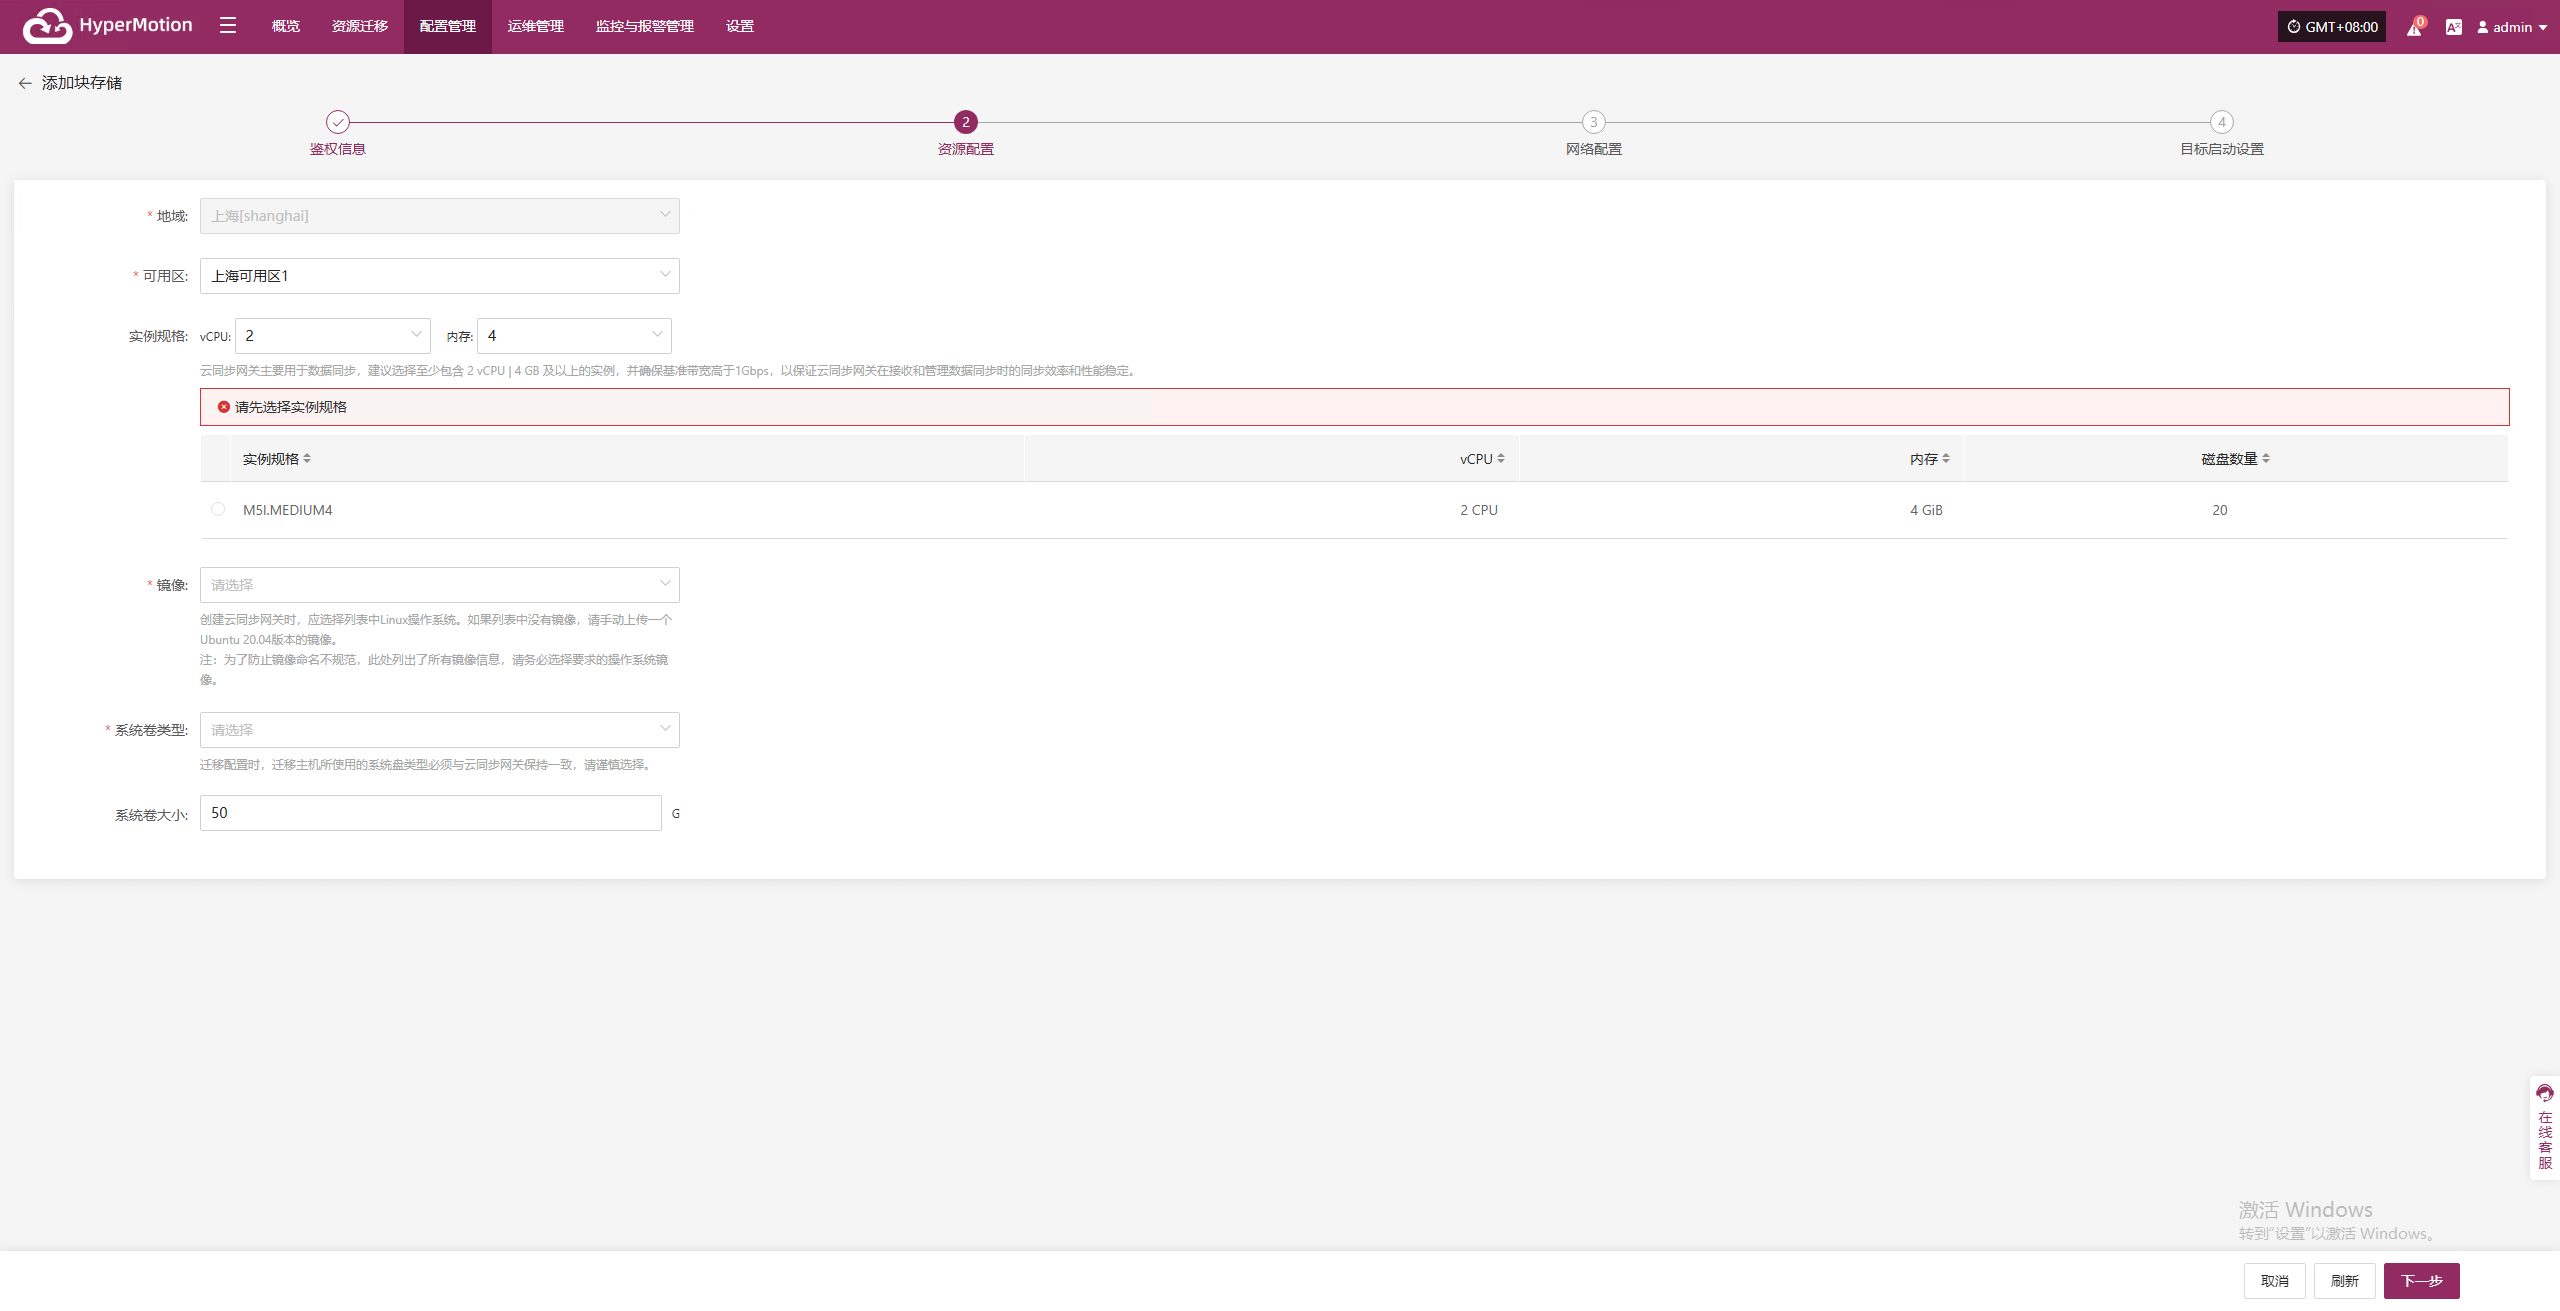 HyperMotion 概览 资源迁移 配置管理 运维管理 监控与报警管理 设置 GMT+08:00 0 admin
添加块存储
2 3 4
鉴权信息 资源配置 网络配置 目标启动设置
* 地域: 上海[shanghai]
* 可用区: 上海可用区1
实例规格: vCPU: 2 内存: 4
云同步网关主要用于数据同步，建议选择至少包含 2 vCPU | 4 GB 及以上的实例，并确保基准带宽高于1Gbps，以保证云同步网关在接收和管理数据同步时的同步效率和性能稳定。
请先选择实例规格
实例规格 vCPU 内存 磁盘数量
M5I.MEDIUM4 2 CPU 4 GiB 20
* 镜像: 请选择
创建云同步网关时，应选择列表中Linux操作系统。如果列表中没有镜像，请手动上传一个
Ubuntu 20.04版本的镜像。
注：为了防止镜像命名不规范，此处列出了所有镜像信息，请务必选择要求的操作系统镜
像。
* 系统卷类型: 请选择
迁移配置时，迁移主机所使用的系统盘类型必须与云同步网关保持一致，请谨慎选择。
系统卷大小: 50 G
在线客服
激活 Windows
转到“设置”以激活 Windows。
取消 刷新 下一步